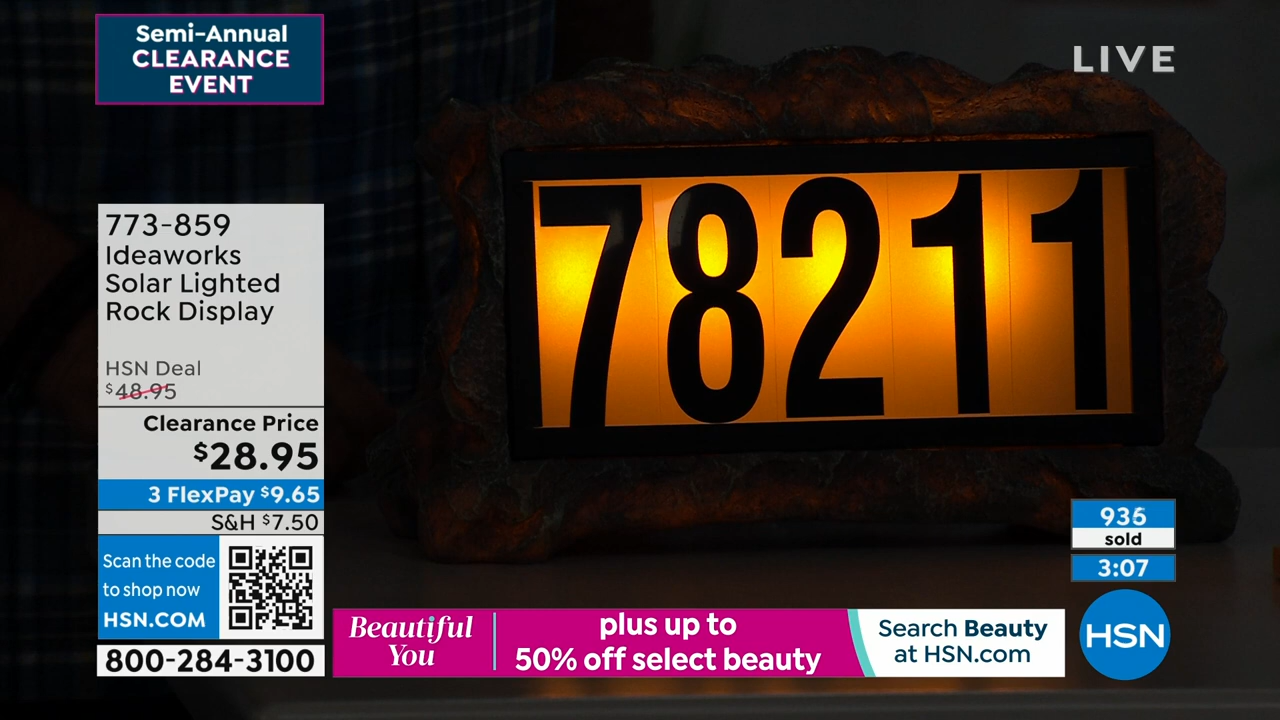 Semi-Annual
CLEARANCE
EVENT
LIVE
773-859
Ideaworks
Solar Lighted
Rock Display
HSN Deal
$48.95
Clearance Price
$28.95
3 FlexPay $9.65
S&H $7.50
Scan the code
to shop now
HSN.COM
800-284-3100
78211
935
sold
3:07
Beautiful
You
plus up to
50% off select beauty
Search Beauty
at HSN.com
HSN